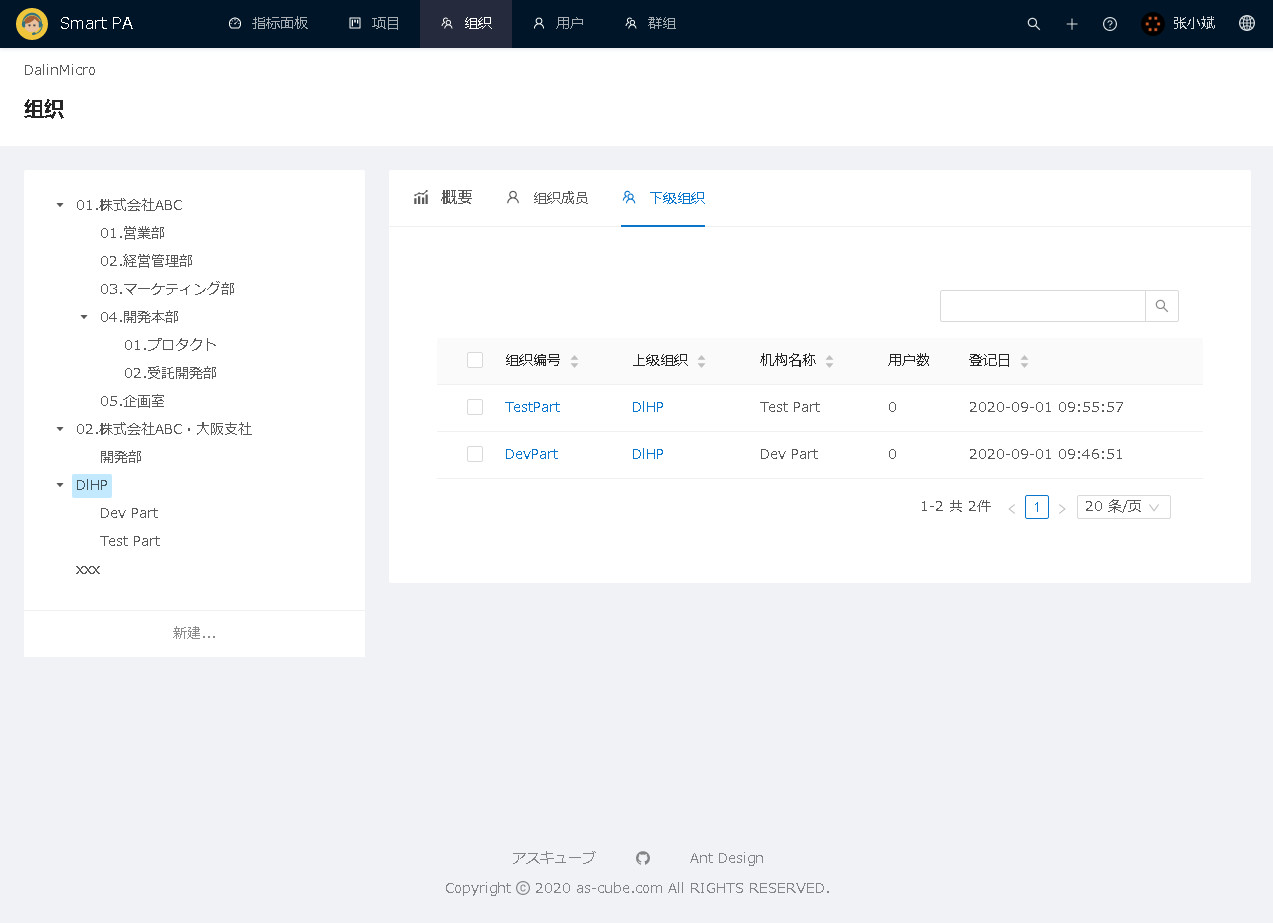 Smart PA 指标面板 项目 组织 用户 群组 张小斌
DalinMicro
组织
01.株式会社ABC
01.営業部
02.経営管理部
03.マーケティング部
04.開発本部
01.プロタクト
02.受託開発部
05.企画室
02.株式会社ABC・大阪支社
開発部
DlHP
Dev Part
Test Part
xxx
新建...
概要 组织成员 下级组织
组织编号 上级组织 机构名称 用户数 登记日
TestPart DlHP Test Part 0 2020-09-01 09:55:57
DevPart DlHP Dev Part 0 2020-09-01 09:46:51
1-2 共 2件 < 1 > 20 条/页
アスキューブ Ant Design
Copyright © 2020 as-cube.com All RIGHTS RESERVED.